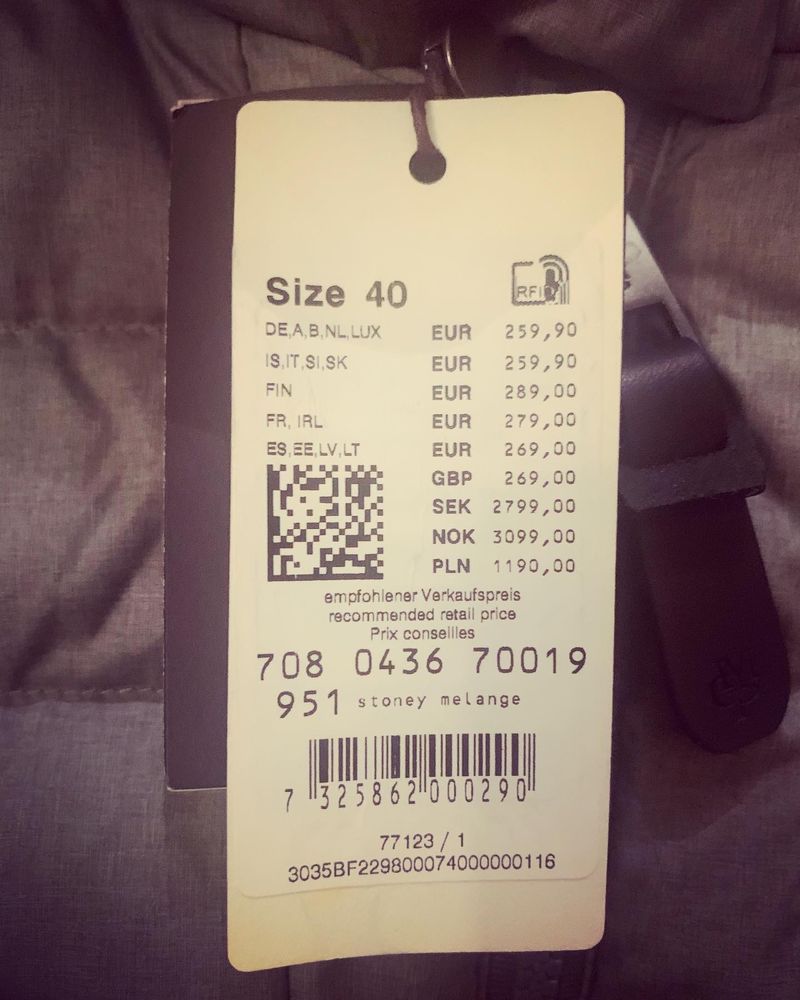 Size 40
RFID
DE,A,B,NL,LUX EUR 259,90
IS,IT,SI,SK EUR 259,90
FIN EUR 289,00
FR, IRL EUR 279,00
ES,EE,LV,LT EUR 269,00
GBP 269,00
SEK 2799,00
NOK 3099,00
PLN 1190,00
empfohlener Verkaufspreis
recommended retail price
Prix conseilles
708 0436 70019
951 stoney melange
7 325862 000290
77123 / 1
3035BF229800074000000116